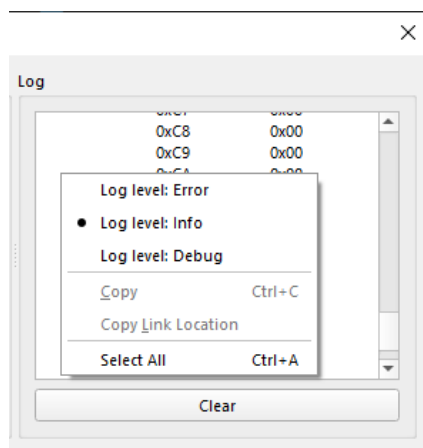 Log
0xC8 0x00
0xC9 0x00
Log level: Error
Log level: Info
Log level: Debug
Copy Ctrl+C
Copy Link Location
Select All Ctrl+A
Clear